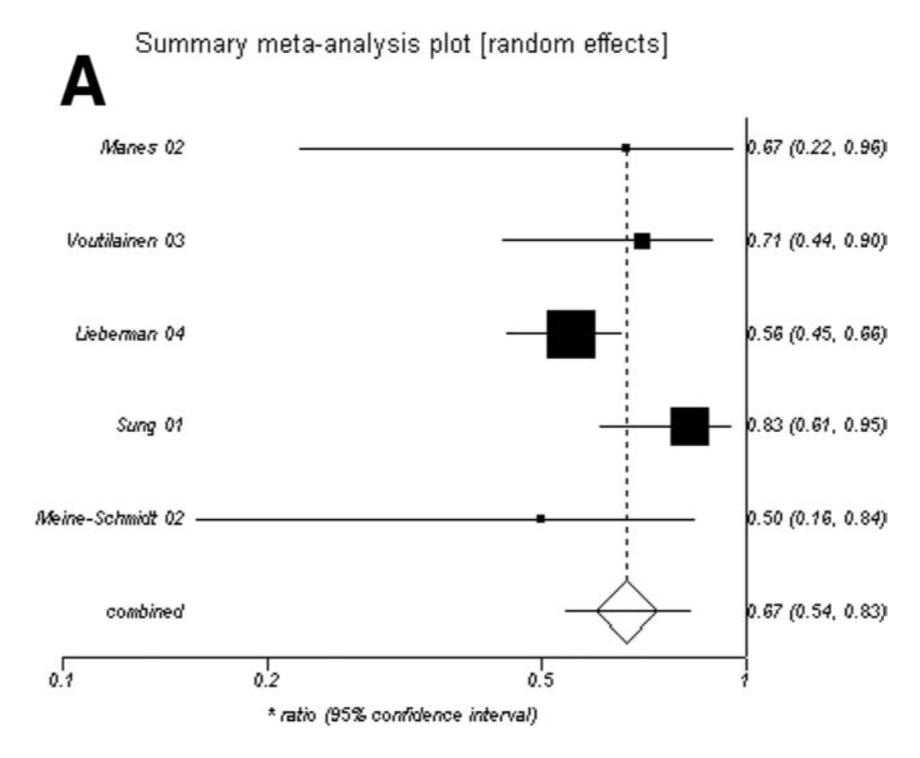 Summary meta-analysis plot [random effects]
A
Manes 02 0.67 (0.22, 0.96)
Voutilainen 03 0.71 (0.44, 0.90)
Lieberman 04 0.56 (0.45, 0.66)
Sung 01 0.83 (0.61, 0.95)
Meine-Schmidt 02 0.50 (0.16, 0.84)
combined 0.67 (0.54, 0.83)
0.1 0.2 0.5 1
* ratio (95% confidence interval)